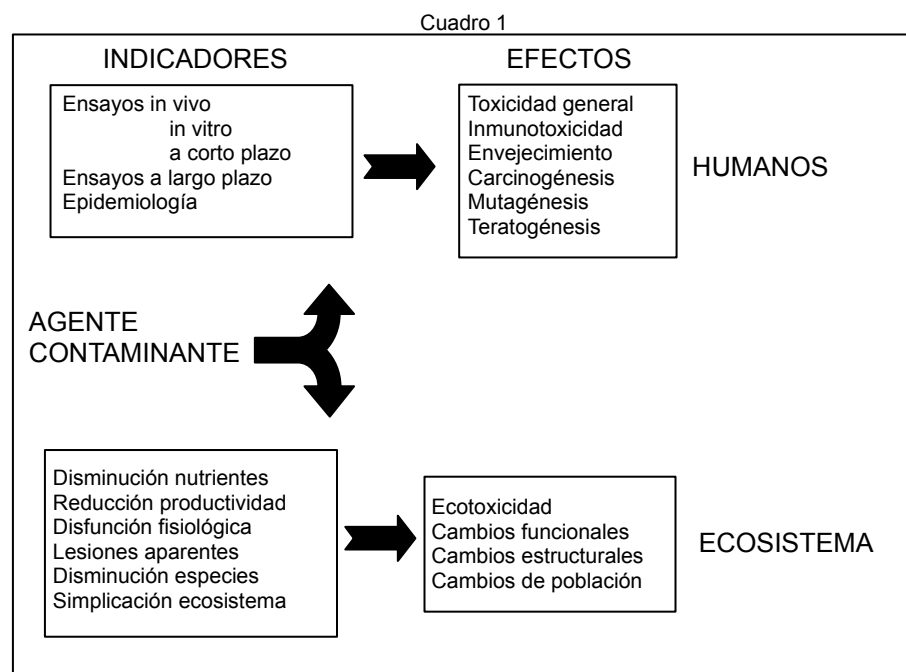 Cuadro 1
INDICADORES
EFECTOS
Ensayos in vivo
in vitro
a corto plazo
Ensayos a largo plazo
Epidemiología
Toxicidad general
Inmunotoxicidad
Envejecimiento
Carcinogénesis
Mutagénesis
Teratogénesis
HUMANOS
AGENTE
CONTAMINANTE
Disminución nutrientes
Reducción productividad
Disfunción fisiológica
Lesiones aparentes
Disminución especies
Simplicación ecosistema
Ecotoxicidad
Cambios funcionales
Cambios estructurales
Cambios de población
ECOSISTEMA